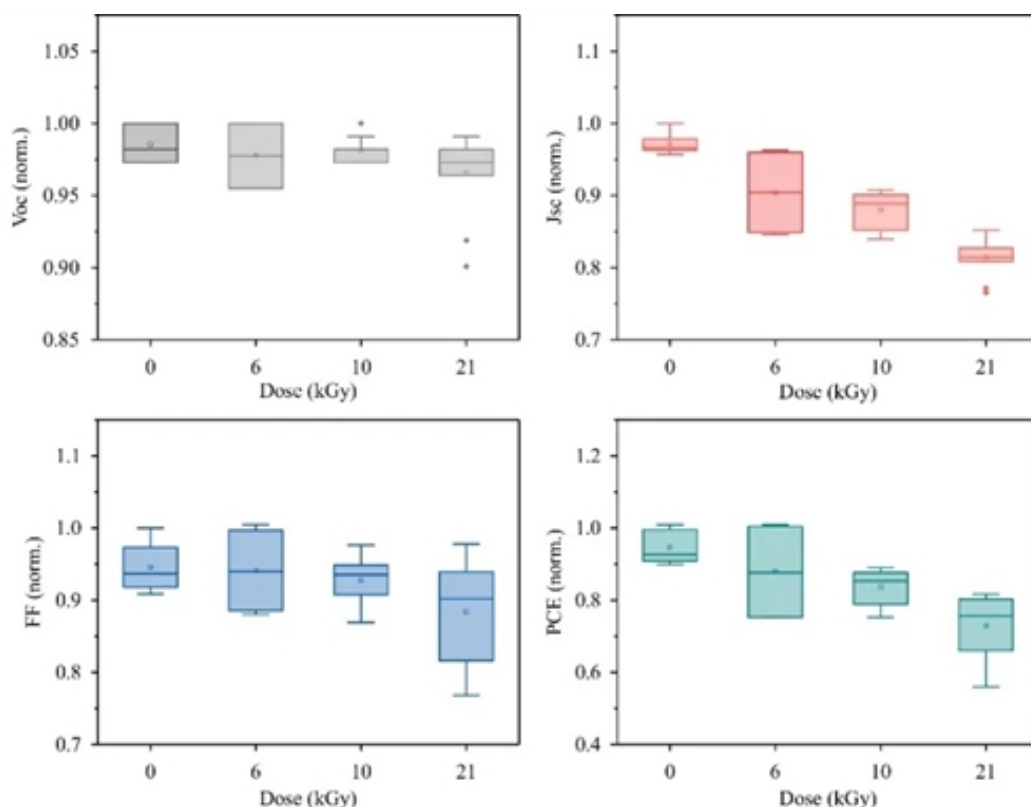 1.05
1.00
0.95
0.90
0.85
Voc (norm.)
0 6 10 21
Dose (kGy)
1.1
1.0
0.9
0.8
0.7
Jsc (norm.)
0 6 10 21
Dose (kGy)
1.1
1.0
0.9
0.8
0.7
FF (norm.)
0 6 10 21
Dose (kGy)
1.2
1.0
0.8
0.6
0.4
PCE (norm.)
0 6 10 21
Dose (kGy)